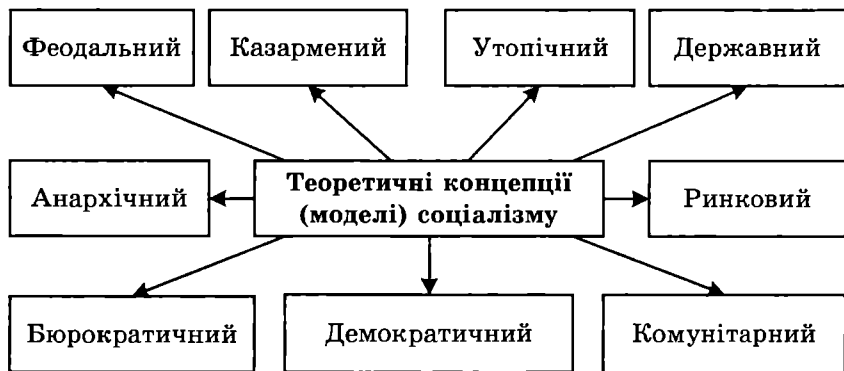 Феодальний
Казармений
Утопічний
Державний
Анархічний
Теоретичні концепції
(моделі) соціалізму
Ринковий
Бюрократичний
Демократичний
Комунітарний